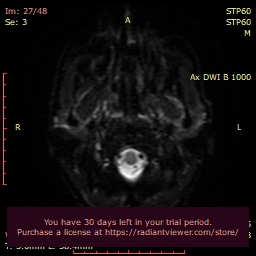 Im: 27/48
Se: 3
A
STP60
STP60
M
Ax DWI B 1000
R
L
You have 30 days left in your trial period.
Purchase a license at https://radiantviewer.com/store/